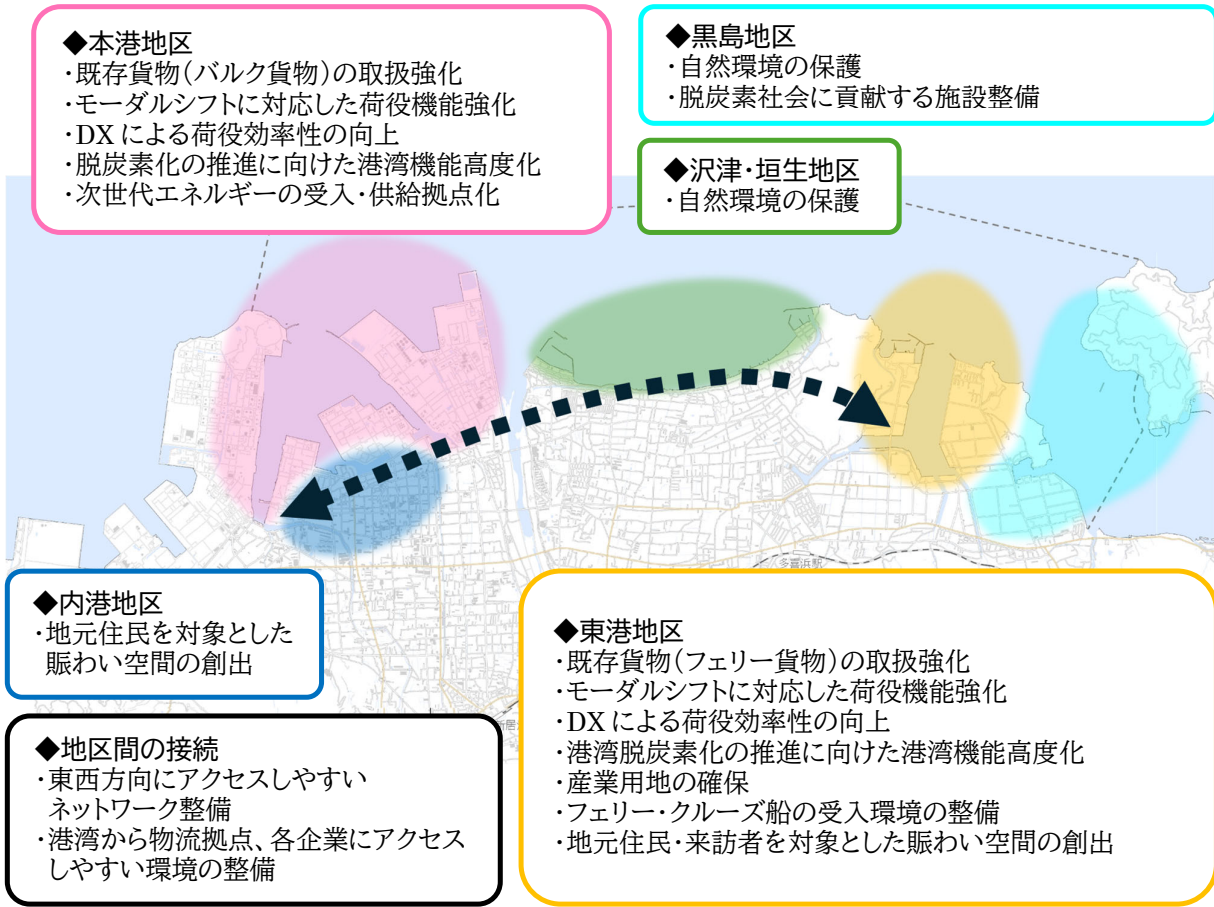 ◆本港地区
・既存貨物(バルク貨物)の取扱強化
・モーダルシフトに対応した荷役機能強化
・DXによる荷役効率性の向上
・脱炭素化の推進に向けた港湾機能高度化
・次世代エネルギーの受入・供給拠点化
◆黒島地区
・自然環境の保護
・脱炭素社会に貢献する施設整備
◆沢津・垣生地区
・自然環境の保護
多喜浜駅
◆内港地区
・地元住民を対象とした
賑わい空間の創出
◆地区間の接続
・東西方向にアクセスしやすい
ネットワーク整備
・港湾から物流拠点、各企業にアクセス
しやすい環境の整備
◆東港地区
・既存貨物(フェリー貨物)の取扱強化
・モーダルシフトに対応した荷役機能強化
・DXによる荷役効率性の向上
・港湾脱炭素化の推進に向けた港湾機能高度化
・産業用地の確保
・フェリー・クルーズ船の受入環境の整備
・地元住民・来訪者を対象とした賑わい空間の創出